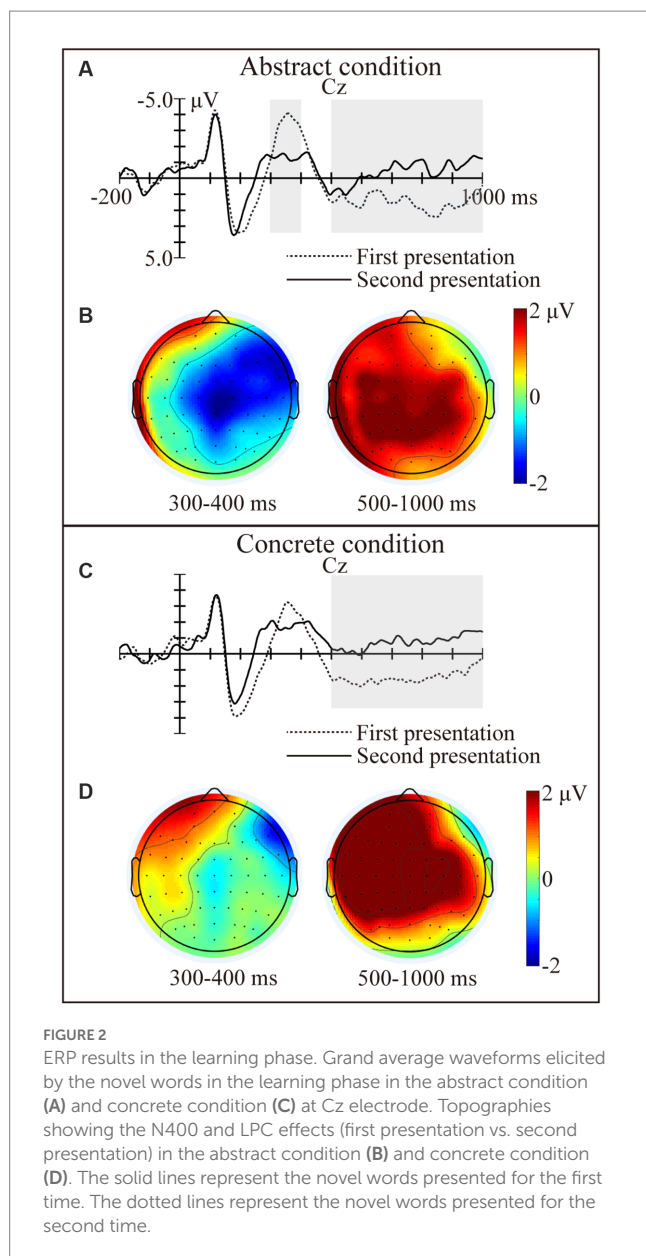 A
Abstract condition
Cz
-5.0
μV
-200
1000 ms
5.0
First presentation
Second presentation
B
2 μV
0
-2
300-400 ms
500-1000 ms
Concrete condition
C
Cz
First presentation
Second presentation
D
2 μV
0
-2
300-400 ms
500-1000 ms
FIGURE 2
ERP results in the learning phase. Grand average waveforms elicited
by the novel words in the learning phase in the abstract condition
(A) and concrete condition (C) at Cz electrode. Topographies
showing the N400 and LPC effects (first presentation vs. second
presentation) in the abstract condition (B) and concrete condition
(D). The solid lines represent the novel words presented for the first
time. The dotted lines represent the novel words presented for the
second time.